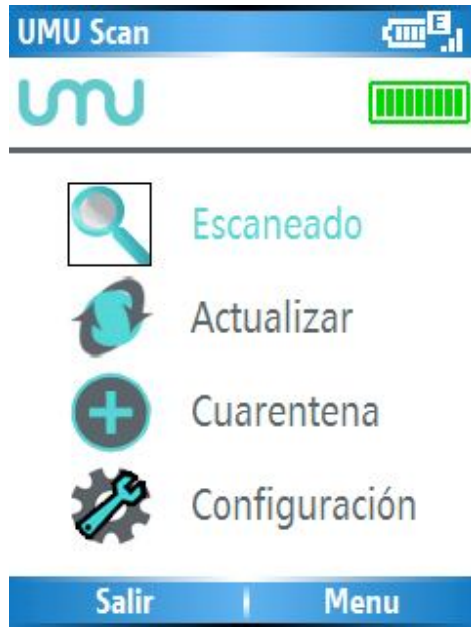 UMU Scan
E
umu
Escaneado
Actualizar
Cuarentena
Configuración
Salir Menu